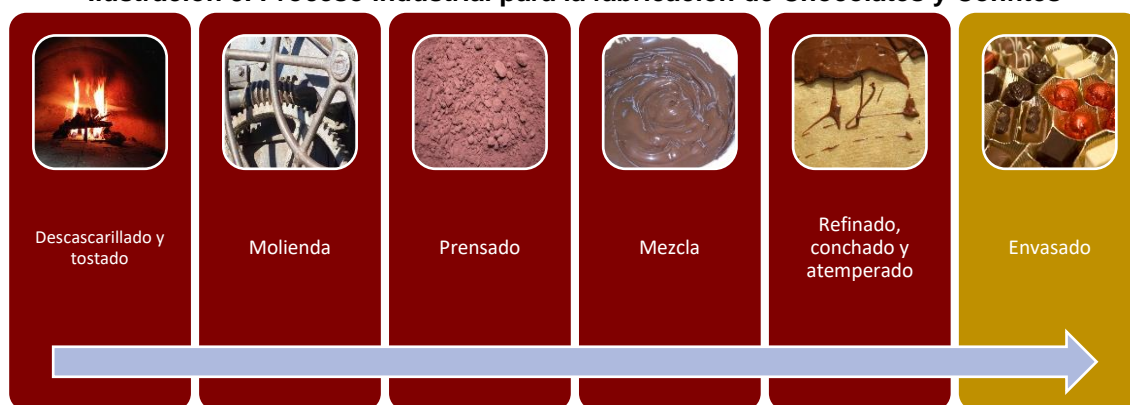 Descascarillado y
tostado
Molienda
Prensado
Mezcla
Refinado,
conchado y
atemperado
Envasado